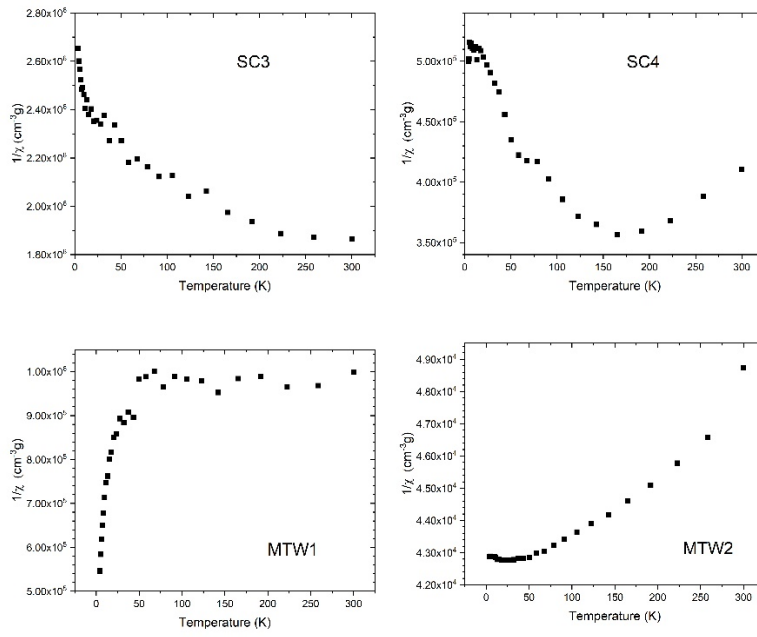 2.80x10⁶
2.60x10⁶
2.40x10⁶
2.20x10⁶
2.00x10⁶
1.80x10⁶
1/χ (cm⁻³g)
SC3
0 50 100 150 200 250 300
Temperature (K)
5.00x10⁵
4.50x10⁵
4.00x10⁵
3.50x10⁵
1/χ (cm⁻³g)
SC4
0 50 100 150 200 250 300
Temperature (K)
1.00x10⁶
9.00x10⁵
8.00x10⁵
7.00x10⁵
6.00x10⁵
5.00x10⁵
1/χ (cm⁻³g)
MTW1
0 50 100 150 200 250 300
Temperature (K)
4.90x10⁴
4.80x10⁴
4.70x10⁴
4.60x10⁴
4.50x10⁴
4.40x10⁴
4.30x10⁴
4.20x10⁴
1/χ (cm⁻³g)
MTW2
0 50 100 150 200 250 300
Temperature (K)